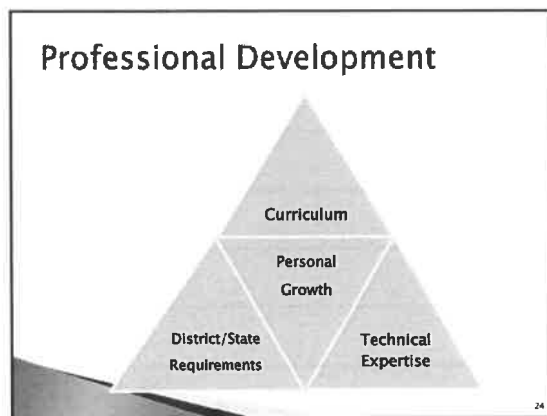 Professional Development
Curriculum
Personal
Growth
District/State
Requirements
Technical
Expertise
24